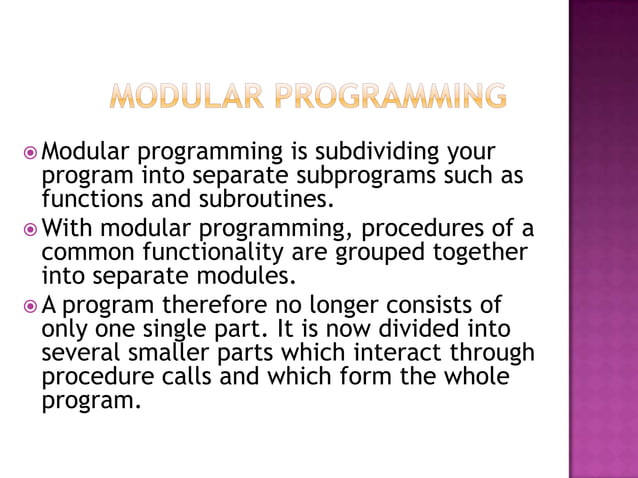 MODULAR PROGRAMMING
Modular programming is subdividing your
program into separate subprograms such as
functions and subroutines.
With modular programming, procedures of a
common functionality are grouped together
into separate modules.
A program therefore no longer consists of
only one single part. It is now divided into
several smaller parts which interact through
procedure calls and which form the whole
program.